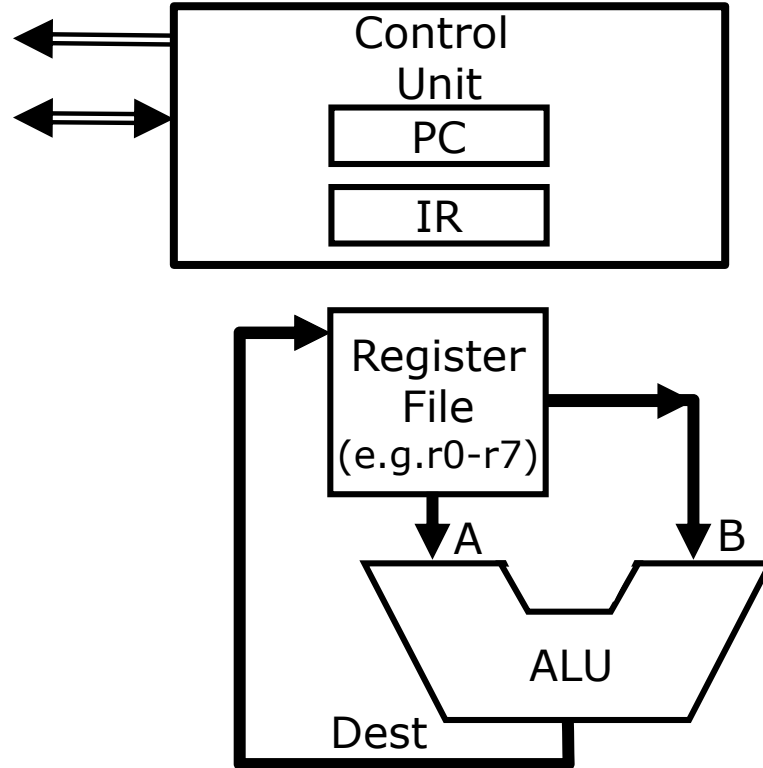 Control
Unit
PC
IR
Register
File
(e.g.r0-r7)
A
B
ALU
Dest